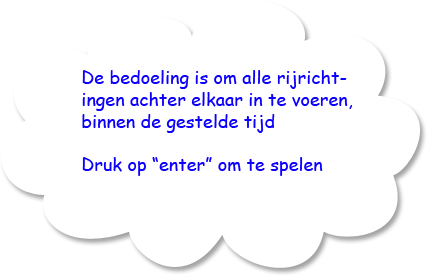 De bedoeling is om alle rijricht-
ingen achter elkaar in te voeren,
binnen de gestelde tijd
Druk op “enter” om te spelen